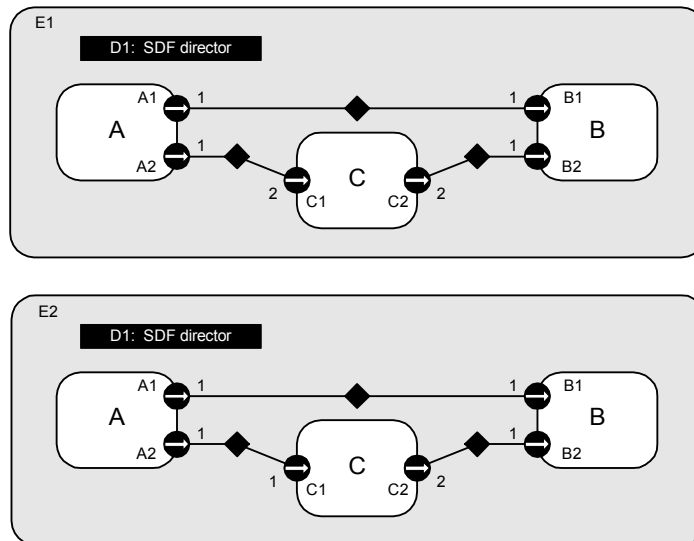 E1
D1: SDF director
A1 1 1 B1
A B
1 1
A2 C B2
2 C1 C2 2
E2
D1: SDF director
A1 1 1 B1
A B
1 1
A2 C B2
1 C1 C2 2